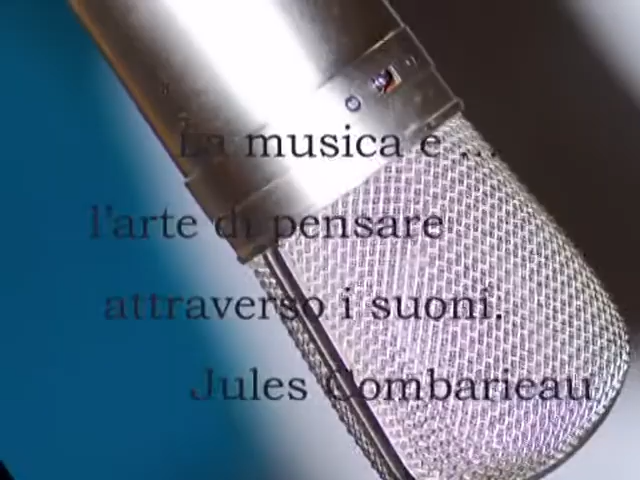 La musica è ...
l'arte di pensare
attraverso i suoni.
Jules Combarieau